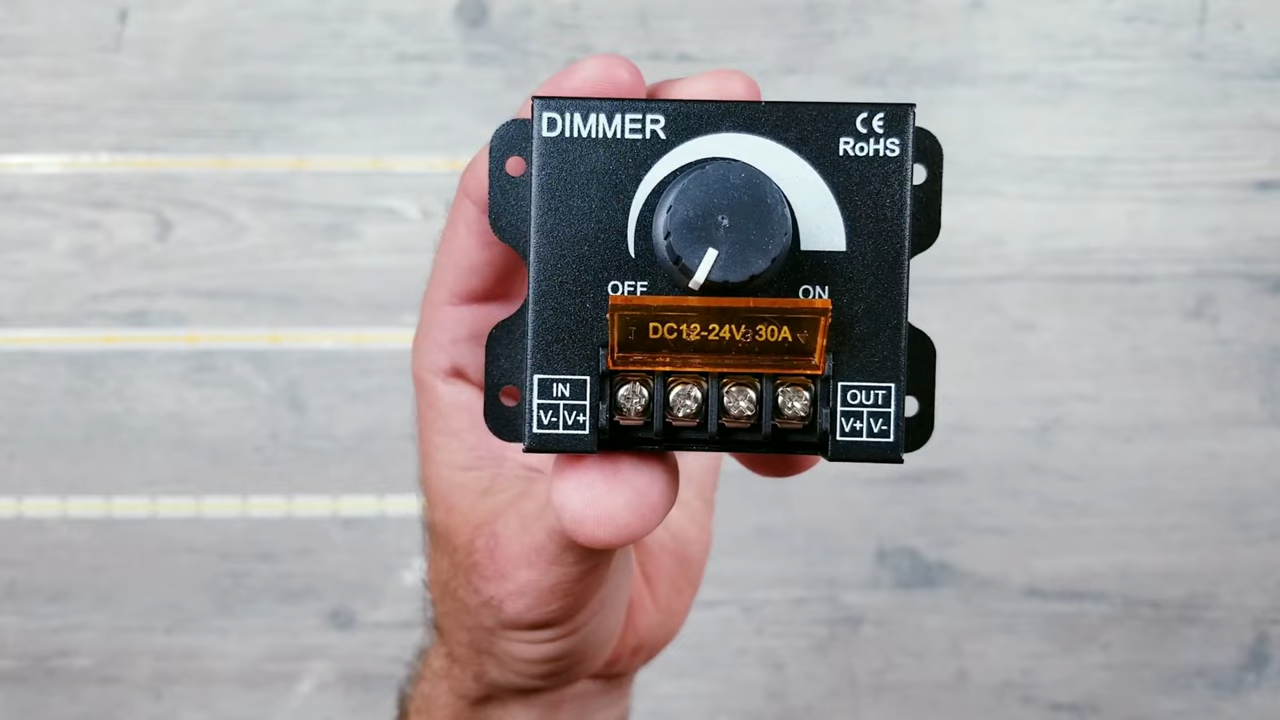 DIMMER
CE
RoHS
OFF
ON
DC12-24V 30A
IN
V- V+
OUT
V+ V-